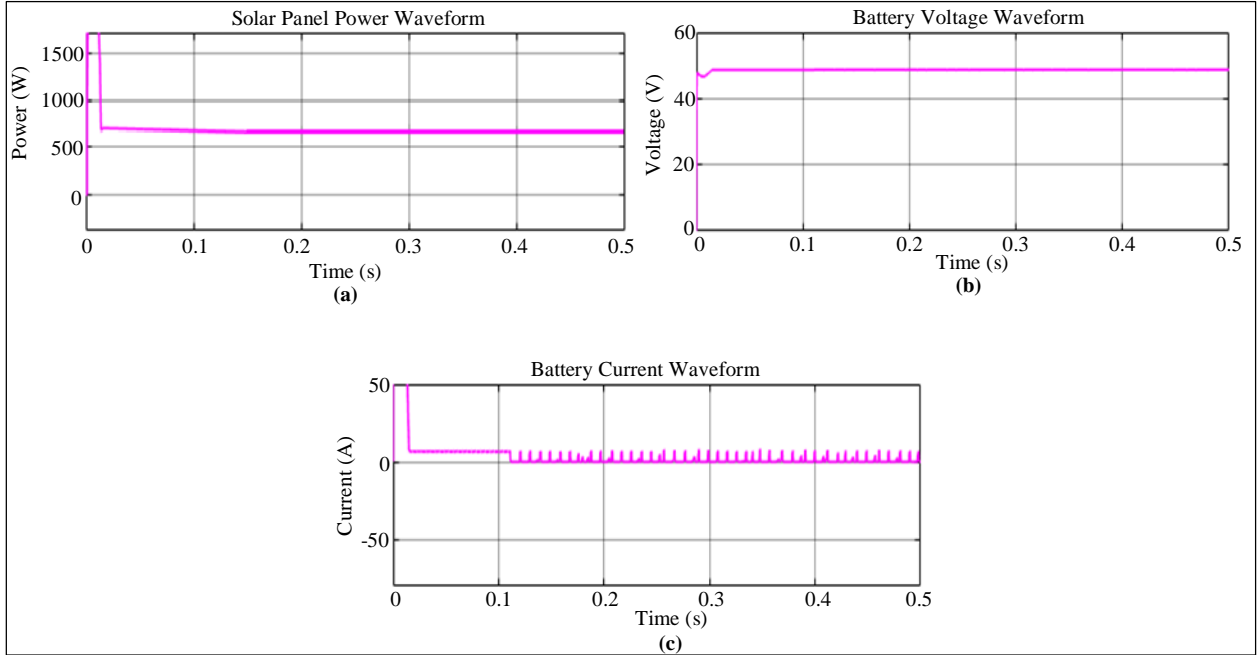 Solar Panel Power Waveform
1500
1000
500
0
Power (W)
0 0.1 0.2 0.3 0.4 0.5
Time (s)
(a)
Battery Voltage Waveform
60
40
20
0
Voltage (V)
0 0.1 0.2 0.3 0.4 0.5
Time (s)
(b)
Battery Current Waveform
50
0
-50
Current (A)
0 0.1 0.2 0.3 0.4 0.5
Time (s)
(c)